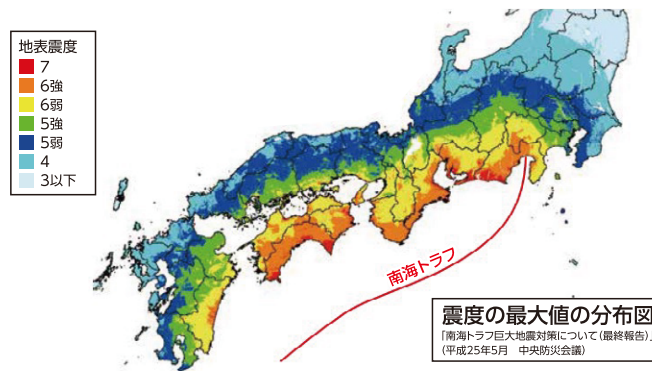 地表震度
7
6強
6弱
5強
5弱
4
3以下
南海トラフ
震度の最大値の分布図
「南海トラフ巨大地震対策について(最終報告)」
(平成25年5月　中央防災会議)